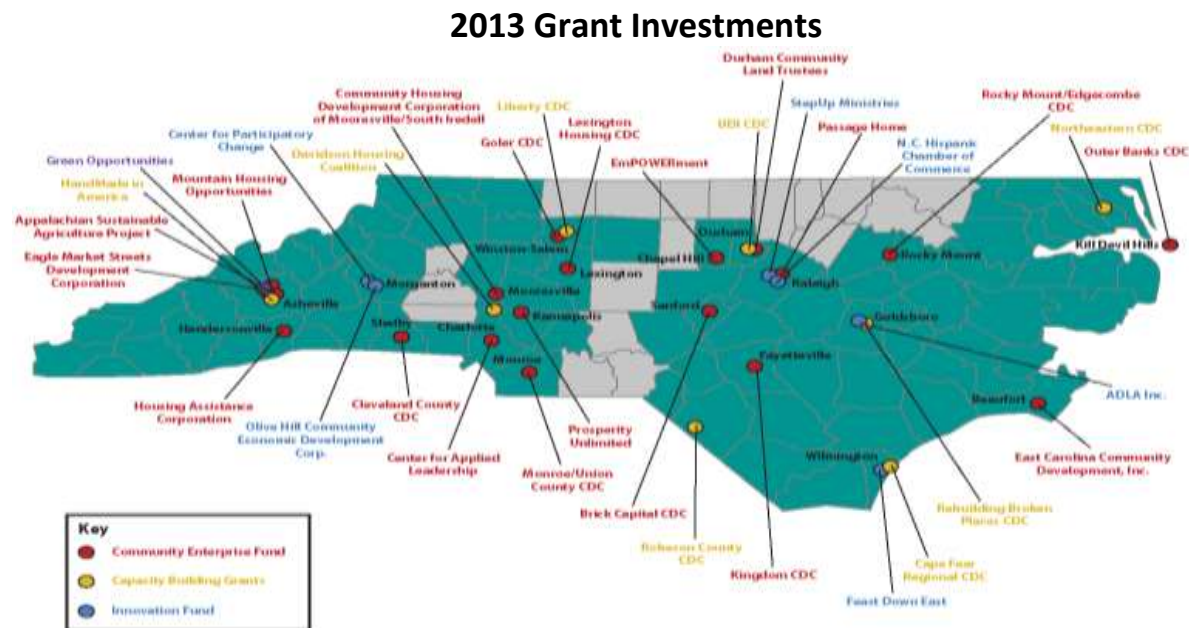 2013 Grant Investments
Durham Community
Land Trustees
Community Housing
Development Corporation
of Mooresville/South Iredell
Liberty CDC
Lexington
Housing CDC
StepUp Ministries
Rocky Mount/Edgecombe
CDC
Center for Participatory
Change
Goler CDC
UDI CDC
Passage Home
Northeastern CDC
Davidson Housing
Coalition
N.C. Hispanic
Chamber of
Commerce
Outer Banks CDC
Green Opportunities
EmPOWERment
HandMade in
America
Mountain Housing
Opportunities
Appalachian Sustainable
Agriculture Project
Eagle Market Streets
Development
Corporation
Winston-Salem
Durham
Chapel Hill
Kill Devil Hills
Rocky Mount
Lexington
Morganton
Raleigh
Mooresville
Asheville
Kannapolis
Sanford
Goldsboro
Hendersonville
Shelby
Charlotte
Monroe
Fayetteville
ADLA Inc.
Beaufort
Housing Assistance
Corporation
Cleveland County
CDC
Olive Hill Community
Economic Development
Corp.
Prosperity
Unlimited
Center for Applied
Leadership
Wilmington
East Carolina Community
Development, Inc.
Monroe/Union
County CDC
Brick Capital CDC
Rebuilding Broken
Places CDC
Robeson County
CDC
Kingdom CDC
Cape Fear
Regional CDC
Feast Down East
Key
Community Enterprise Fund
Capacity Building Grants
Innovation Fund